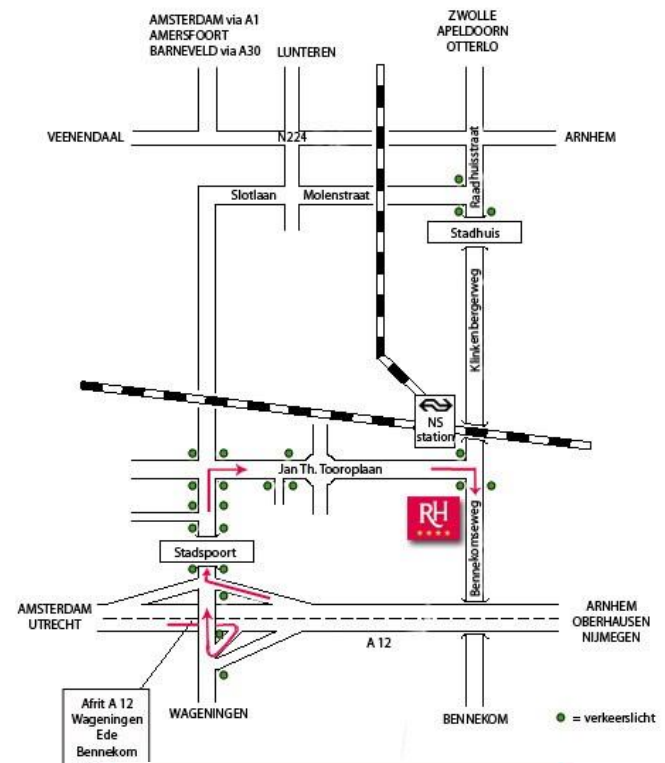 AMSTERDAM via A1
AMERSFOORT
BARNEVELD via A30
LUNTEREN
ZWOLLE
APELDOORN
OTTERLO
VEENENDAAL
N224
ARNHEM
Raadhuisstraat
Slotlaan
Molenstraat
Stadhuis
Klinkenbergerweg
NS
station
Jan Th. Tooroplaan
RH
Bennekomseweg
Stadspoort
AMSTERDAM
UTRECHT
ARNHEM
OBERHAUSEN
NIJMEGEN
A 12
Afrit A 12
Wageningen
Ede
Bennekom
WAGENINGEN
BENNEKOM
= verkeerslicht